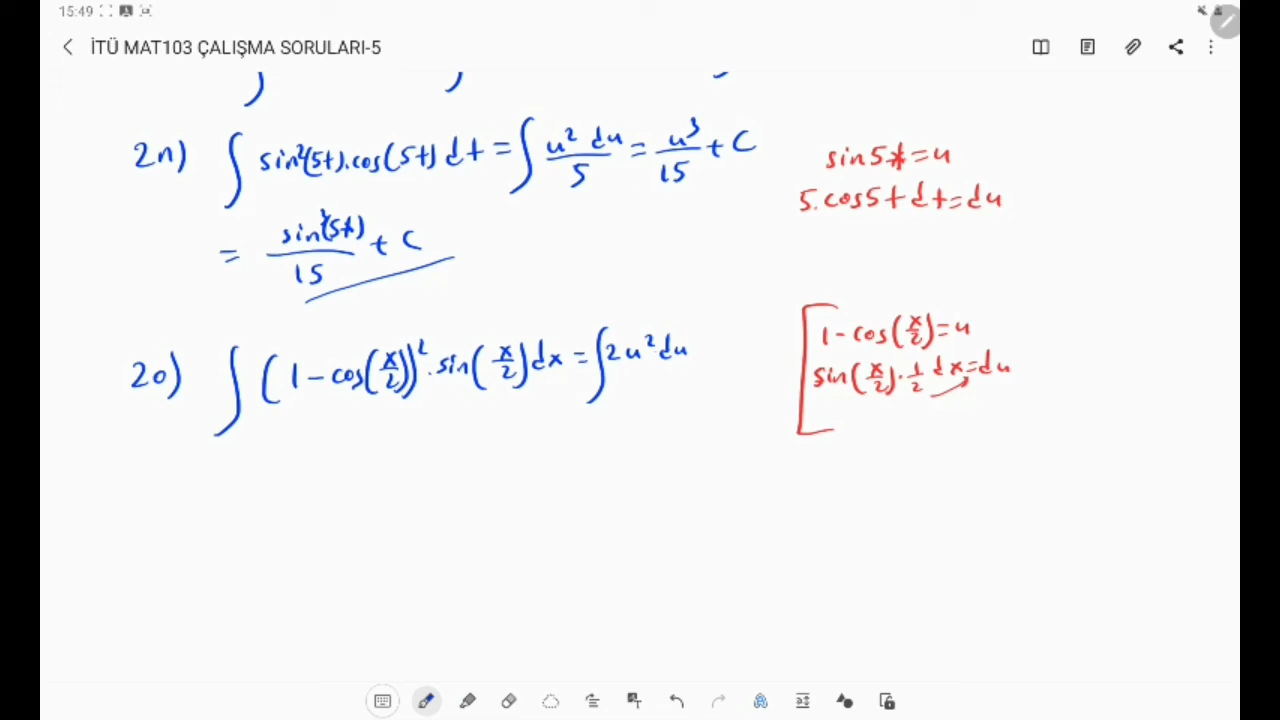 15:49
İTÜ MAT103 ÇALIŞMA SORULARI-5
2n) ∫ sin²(5t).cos(5t) dt = ∫ u² du / 5 = u³/15 + C
sin5t = u
5.cos5t dt = du
= sin³(5t)/15 + C
2o) ∫ (1 - cos(x/2))².sin(x/2) dx = ∫ 2u² du
1 - cos(x/2) = u
sin(x/2).1/2 dx = du